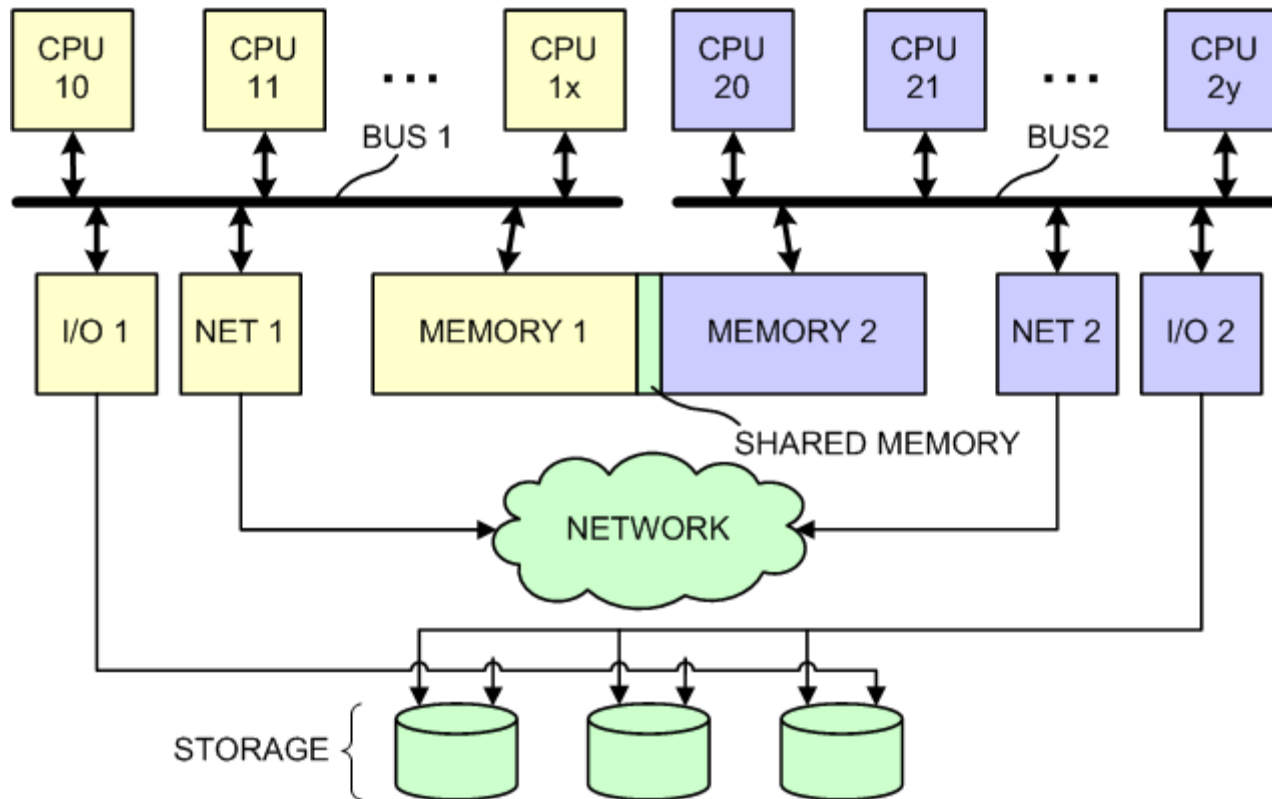 CPU
10
CPU
11
...
CPU
1x
CPU
20
CPU
21
...
CPU
2y
BUS 1
BUS2
I/O 1
NET 1
MEMORY 1
MEMORY 2
NET 2
I/O 2
SHARED MEMORY
NETWORK
STORAGE